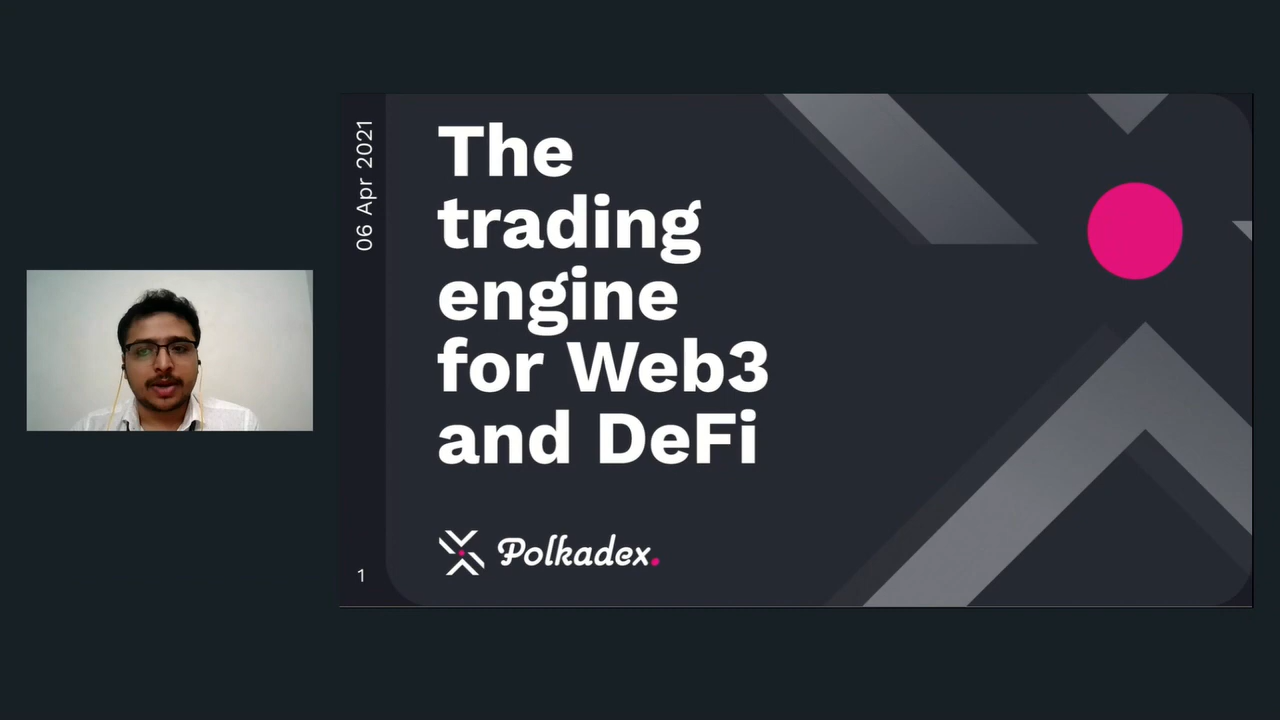 06 Apr 2021
The
trading
engine
for Web3
and DeFi
Polkadex.
1